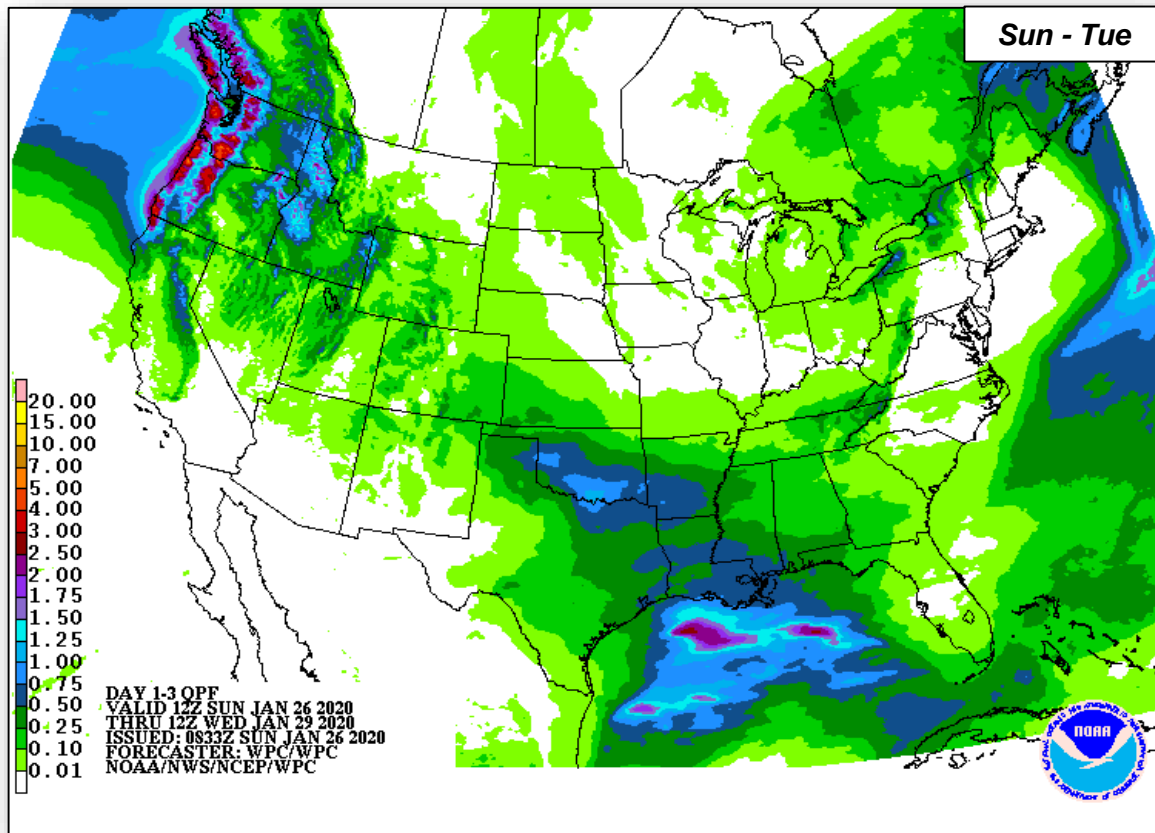 Sun - Tue
20.00
15.00
10.00
7.00
5.00
4.00
3.00
2.50
2.00
1.75
1.50
1.25
1.00
0.75
0.50
0.25
0.10
0.01
DAY 1-3 QPF
VALID 12Z SUN JAN 26 2020
THRU 12Z WED JAN 29 2020
ISSUED: 0833Z SUN JAN 26 2020
FORECASTER: WPC/WPC
NOAA/NWS/NCEP/WPC
NOAA